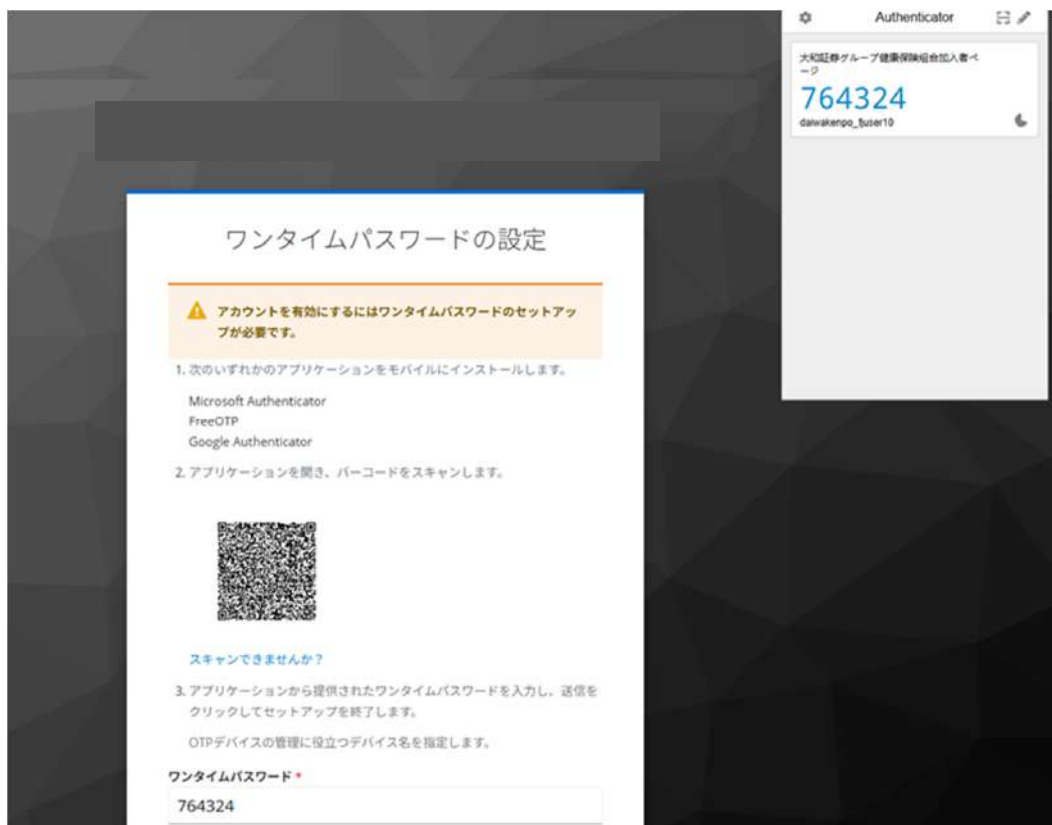 Authenticator
大和証券グループ健康保険組合加入者ペ
ージ
764324
daiwakenpo_fjuser10
ワンタイムパスワードの設定
アカウントを有効にするにはワンタイムパスワードのセットアッ
プが必要です。
1. 次のいずれかのアプリケーションをモバイルにインストールします。
Microsoft Authenticator
FreeOTP
Google Authenticator
2. アプリケーションを開き、バーコードをスキャンします。
スキャンできませんか？
3. アプリケーションから提供されたワンタイムパスワードを入力し、送信を
クリックしてセットアップを終了します。
OTPデバイスの管理に役立つデバイス名を指定します。
ワンタイムパスワード *
764324